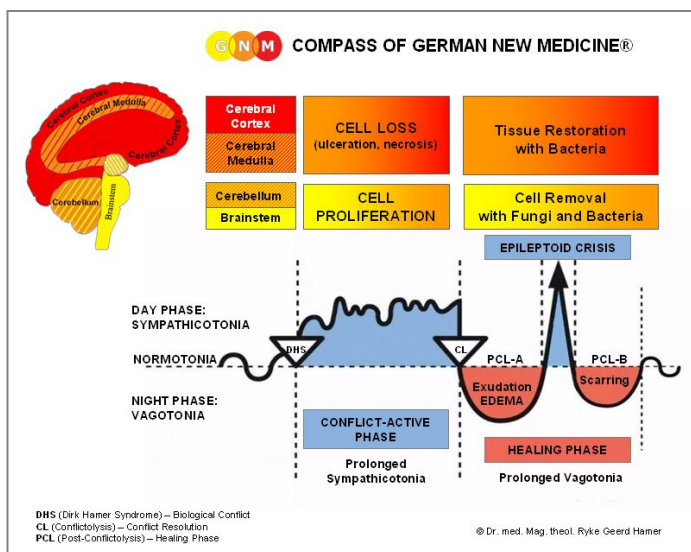 GNM COMPASS OF GERMAN NEW MEDICINE®
Cerebral Cortex
Cerebral Medulla
Cerebral Cortex
Cerebellum
Brainstem
Cerebral
Cortex
Cerebral
Medulla
CELL LOSS
(ulceration, necrosis)
Tissue Restoration
with Bacteria
Cerebellum
Brainstem
CELL
PROLIFERATION
Cell Removal
with Fungi and Bacteria
EPILEPTOID CRISIS
DAY PHASE:
SYMPATHICOTONIA
NORMOTONIA
NIGHT PHASE:
VAGOTONIA
DHS
CL
PCL-A
Exudation
EDEMA
PCL-B
Scarring
CONFLICT-ACTIVE
PHASE
Prolonged
Sympathicotonia
HEALING PHASE
Prolonged Vagotonia
DHS (Dirk Hamer Syndrome) – Biological Conflict
CL (Conflictolysis) – Conflict Resolution
PCL (Post-Conflictolysis) – Healing Phase
© Dr. med. Mag. theol. Ryke Geerd Hamer